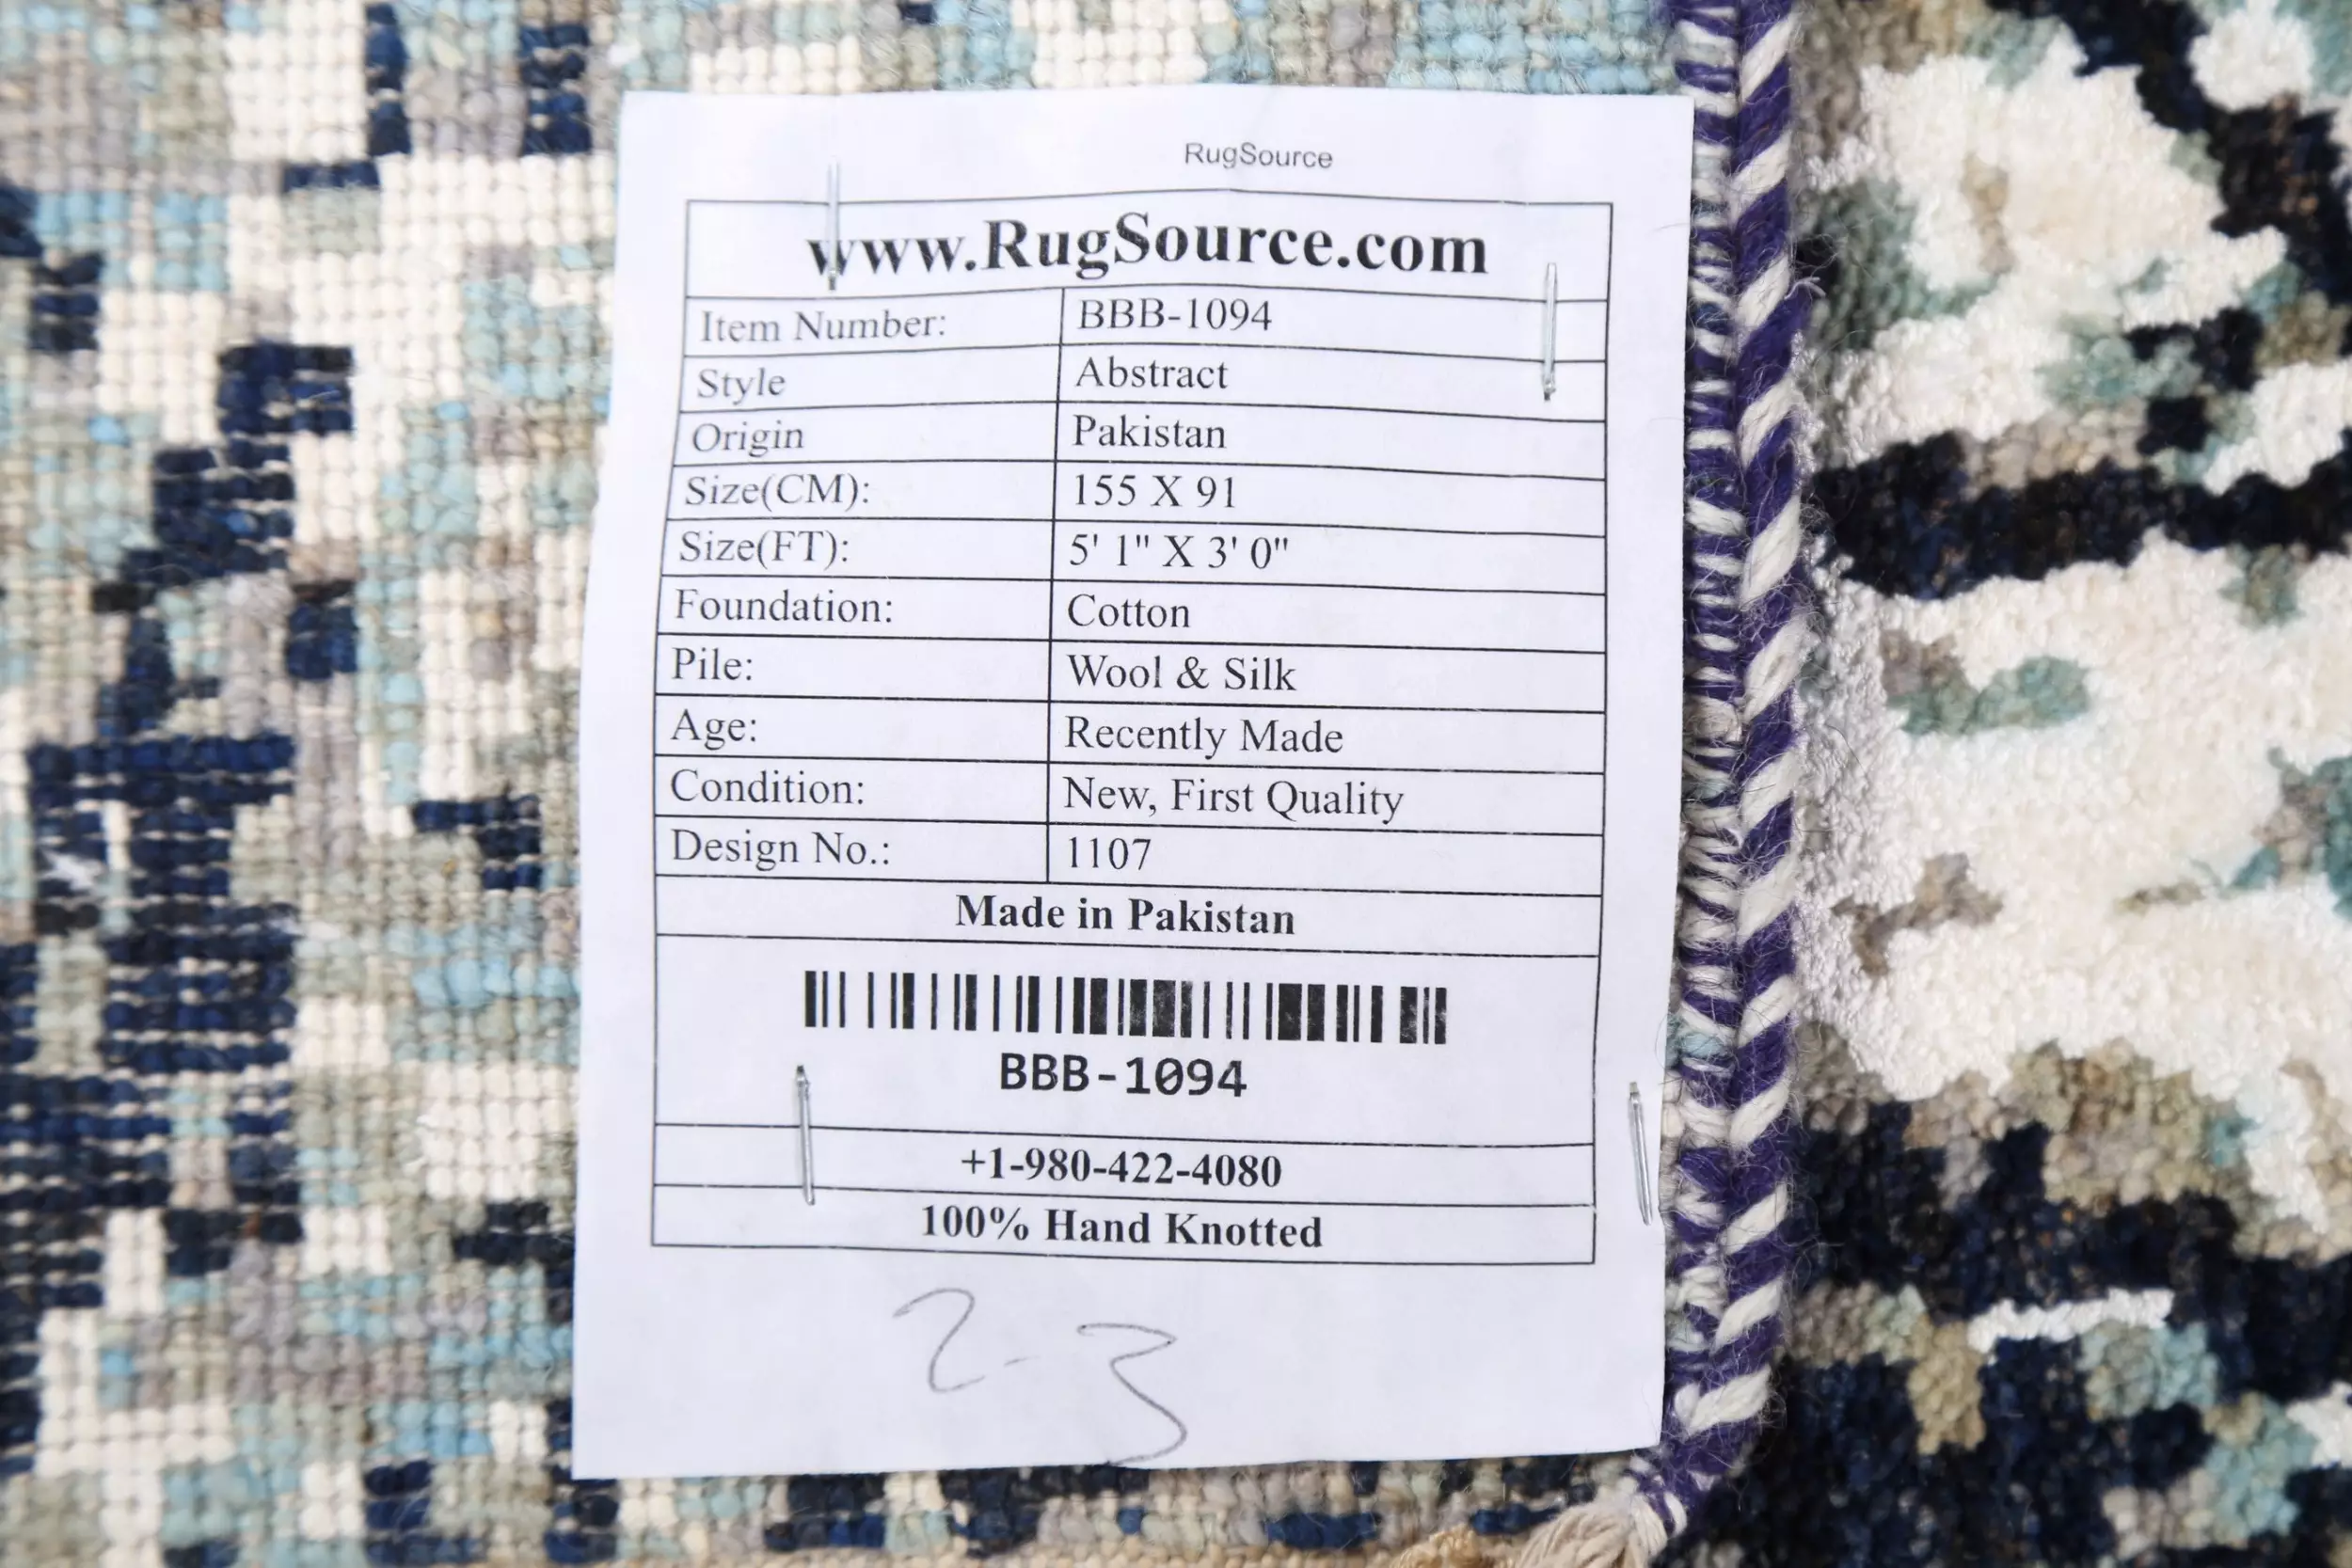 RugSource
www.RugSource.com
Item Number: BBB-1094
Style Abstract
Origin Pakistan
Size(CM): 155 X 91
Size(FT): 5' 1" X 3' 0"
Foundation: Cotton
Pile: Wool & Silk
Age: Recently Made
Condition: New, First Quality
Design No.: 1107
Made in Pakistan
BBB-1094
+1-980-422-4080
100% Hand Knotted
2-3